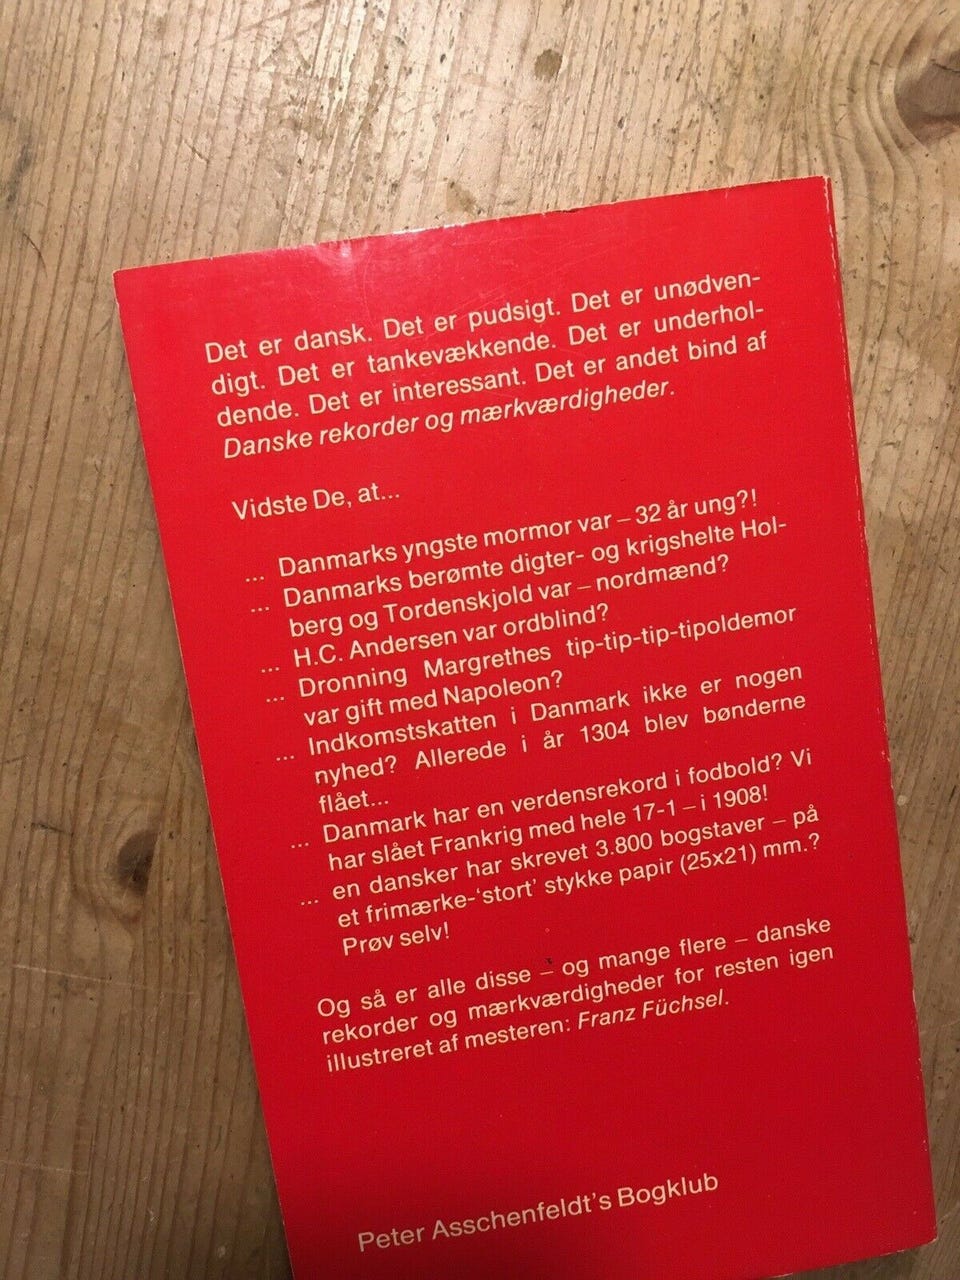 Det er dansk. Det er pudsigt. Det er unødven-
digt. Det er tankevækkende. Det er underhol-
dende. Det er interessant. Det er andet bind af
Danske rekorder og mærkværdigheder.
Vidste De, at...
... Danmarks yngste mormor var – 32 år ung?!
... Danmarks berømte digter- og krigshelte Hol-
berg og Tordenskjold var – nordmænd?
... H.C. Andersen var ordblind?
... Dronning Margrethes tip-tip-tip-tipoldemor
var gift med Napoleon?
... Indkomstskatten i Danmark ikke er nogen
nyhed? Allerede i år 1304 blev bønderne
flået...
... Danmark har en verdensrekord i fodbold? Vi
har slået Frankrig med hele 17-1 – i 1908!
... en dansker har skrevet 3.800 bogstaver – på
et frimærke-‘stort’ stykke papir (25x21) mm.?
Prøv selv!
Og så er alle disse – og mange flere – danske
rekorder og mærkværdigheder for resten igen
illustreret af mesteren: Franz Füchsel.
Peter Asschenfeldt's Bogklub